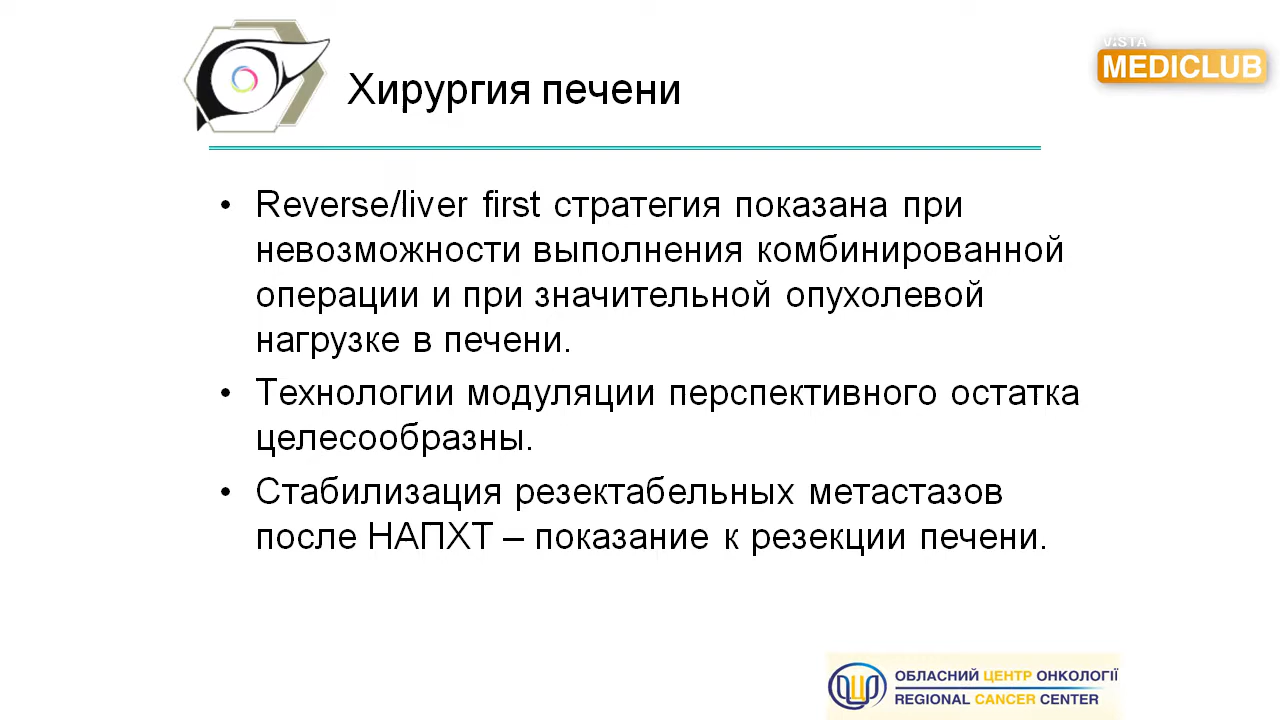 ViSTA
MEDICLUB
Хирургия печени
• Reverse/liver first стратегия показана при
невозможности выполнения комбинированной
операции и при значительной опухолевой
нагрузке в печени.
• Технологии модуляции перспективного остатка
целесообразны.
• Стабилизация резектабельных метастазов
после НАПХТ – показание к резекции печени.
ОБЛАСНИЙ ЦЕНТР ОНКОЛОГІЇ
REGIONAL CANCER CENTER